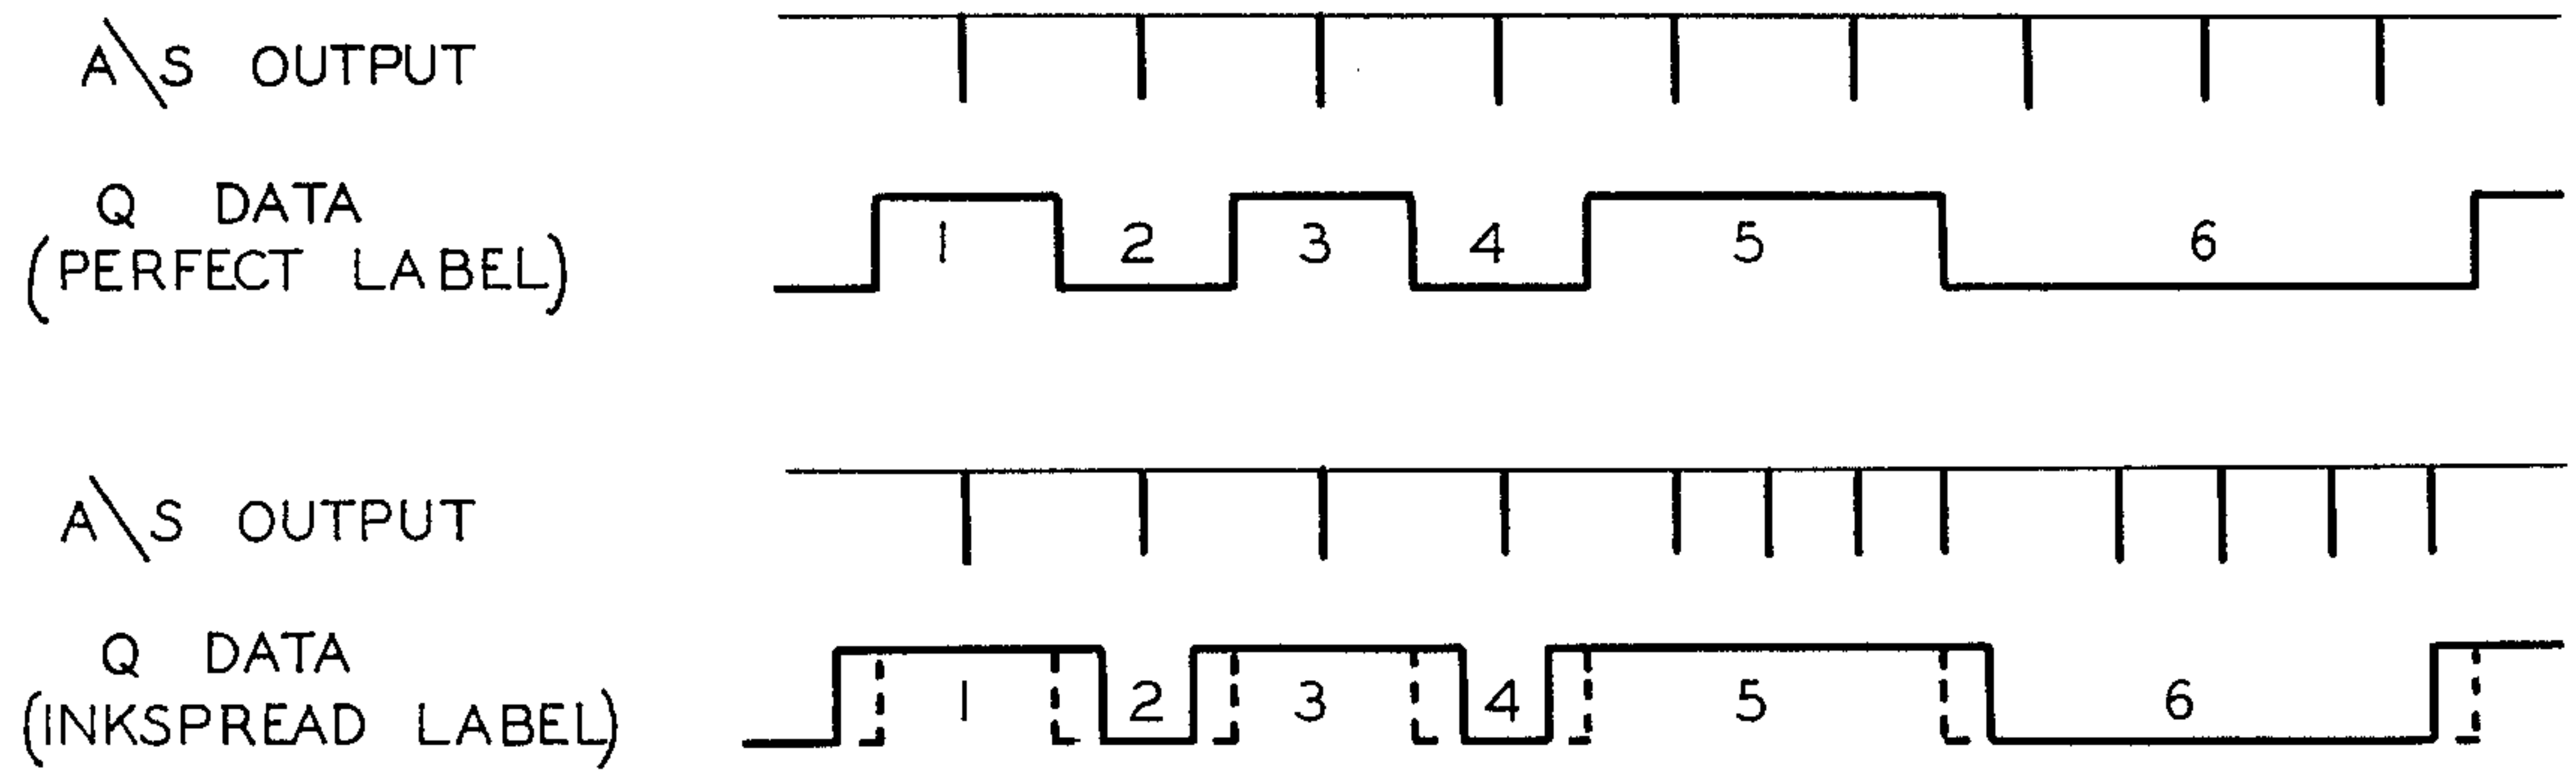 A\S OUTPUT
Q DATA
(PERFECT LABEL)
1 2 3 4 5 6
A\S OUTPUT
Q DATA
(INKSPREAD LABEL)
1 2 3 4 5 6